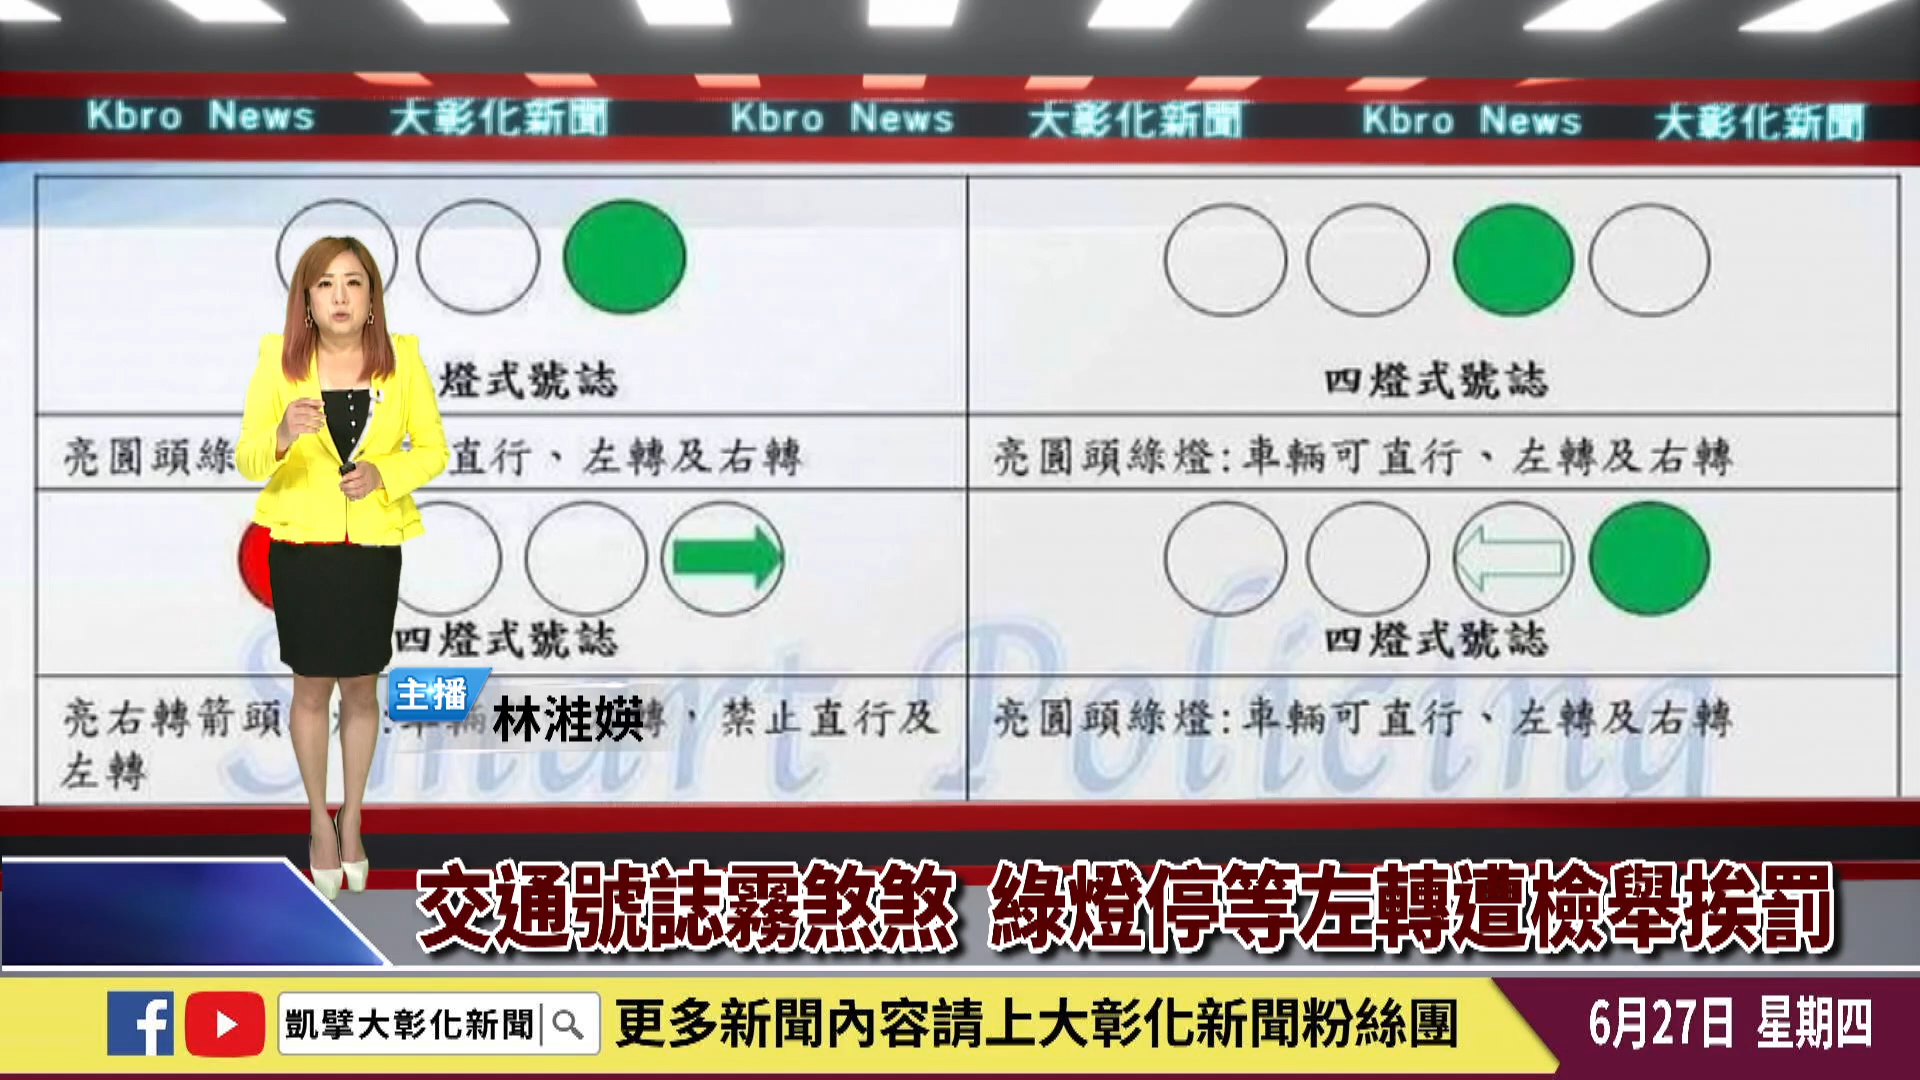 Kbro News 大彰化新聞 Kbro News 大彰化新聞 Kbro News 大彰化新聞
燈式號誌
四燈式號誌
亮圓頭綠 直行、左轉及右轉
亮圓頭綠燈:車輛可直行、左轉及右轉
四燈式號誌
四燈式號誌
亮右轉箭頭 :車輛 轉,禁止直行及
左轉
亮圓頭綠燈:車輛可直行、左轉及右轉
Smart Policing
主播 林湴媖
交通號誌霧煞煞 綠燈停等左轉遭檢舉挨罰
凱擘大彰化新聞 更多新聞內容請上大彰化新聞粉絲團
6月27日 星期四